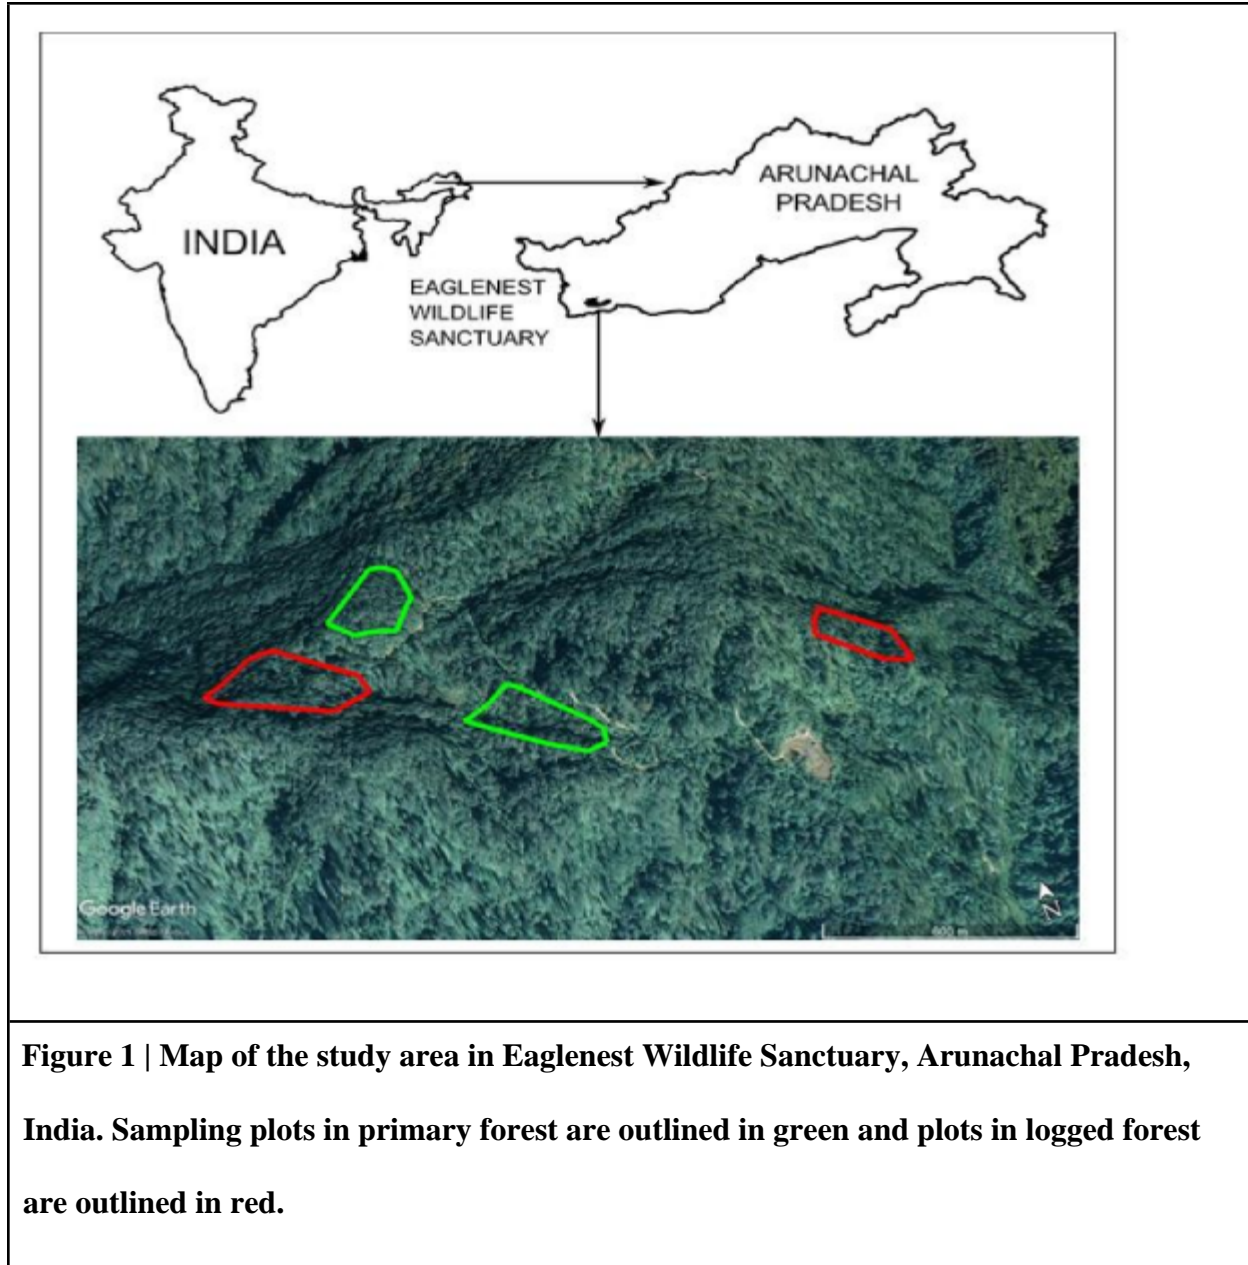 INDIA
ARUNACHAL
PRADESH
EAGLENEST
WILDLIFE
SANCTUARY
Google Earth
N
600 m
Figure 1 | Map of the study area in Eaglenest Wildlife Sanctuary, Arunachal Pradesh,
India. Sampling plots in primary forest are outlined in green and plots in logged forest
are outlined in red.